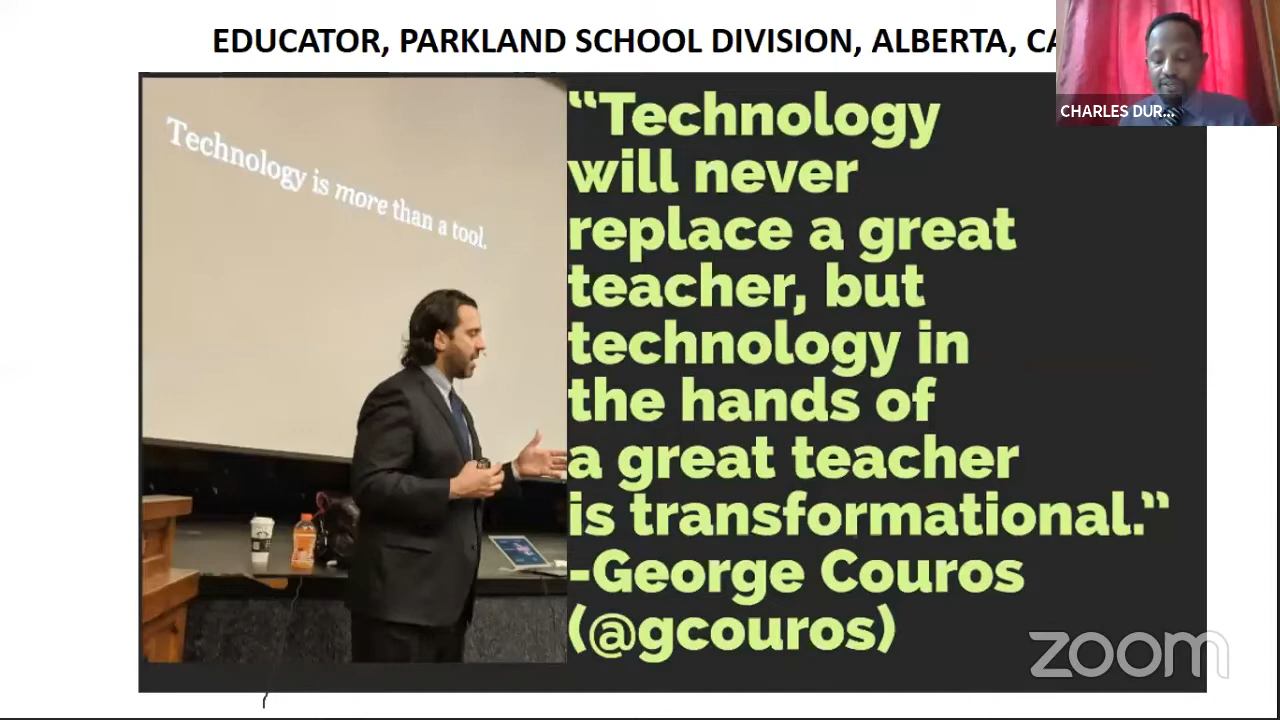 EDUCATOR, PARKLAND SCHOOL DIVISION, ALBERTA, CA
CHARLES DUR...
Technology is more than a tool.
“Technology
will never
replace a great
teacher, but
technology in
the hands of
a great teacher
is transformational.”
-George Couros
(@gcouros)
zoom